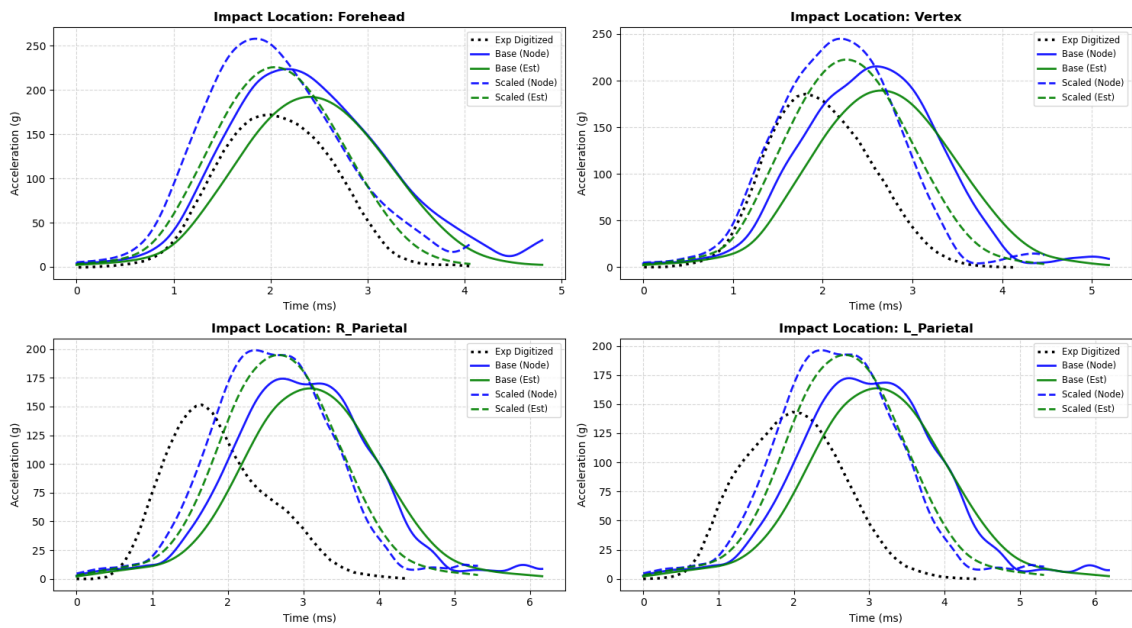 Impact Location: Forehead
Acceleration (g)
250
200
150
100
50
0
0 1 2 3 4 5
Time (ms)
Exp Digitized
Base (Node)
Base (Est)
Scaled (Node)
Scaled (Est)
Impact Location: Vertex
Acceleration (g)
250
200
150
100
50
0
0 1 2 3 4 5
Time (ms)
Exp Digitized
Base (Node)
Base (Est)
Scaled (Node)
Scaled (Est)
Impact Location: R_Parietal
Acceleration (g)
200
175
150
125
100
75
50
25
0
0 1 2 3 4 5 6
Time (ms)
Exp Digitized
Base (Node)
Base (Est)
Scaled (Node)
Scaled (Est)
Impact Location: L_Parietal
Acceleration (g)
200
175
150
125
100
75
50
25
0
0 1 2 3 4 5 6
Time (ms)
Exp Digitized
Base (Node)
Base (Est)
Scaled (Node)
Scaled (Est)